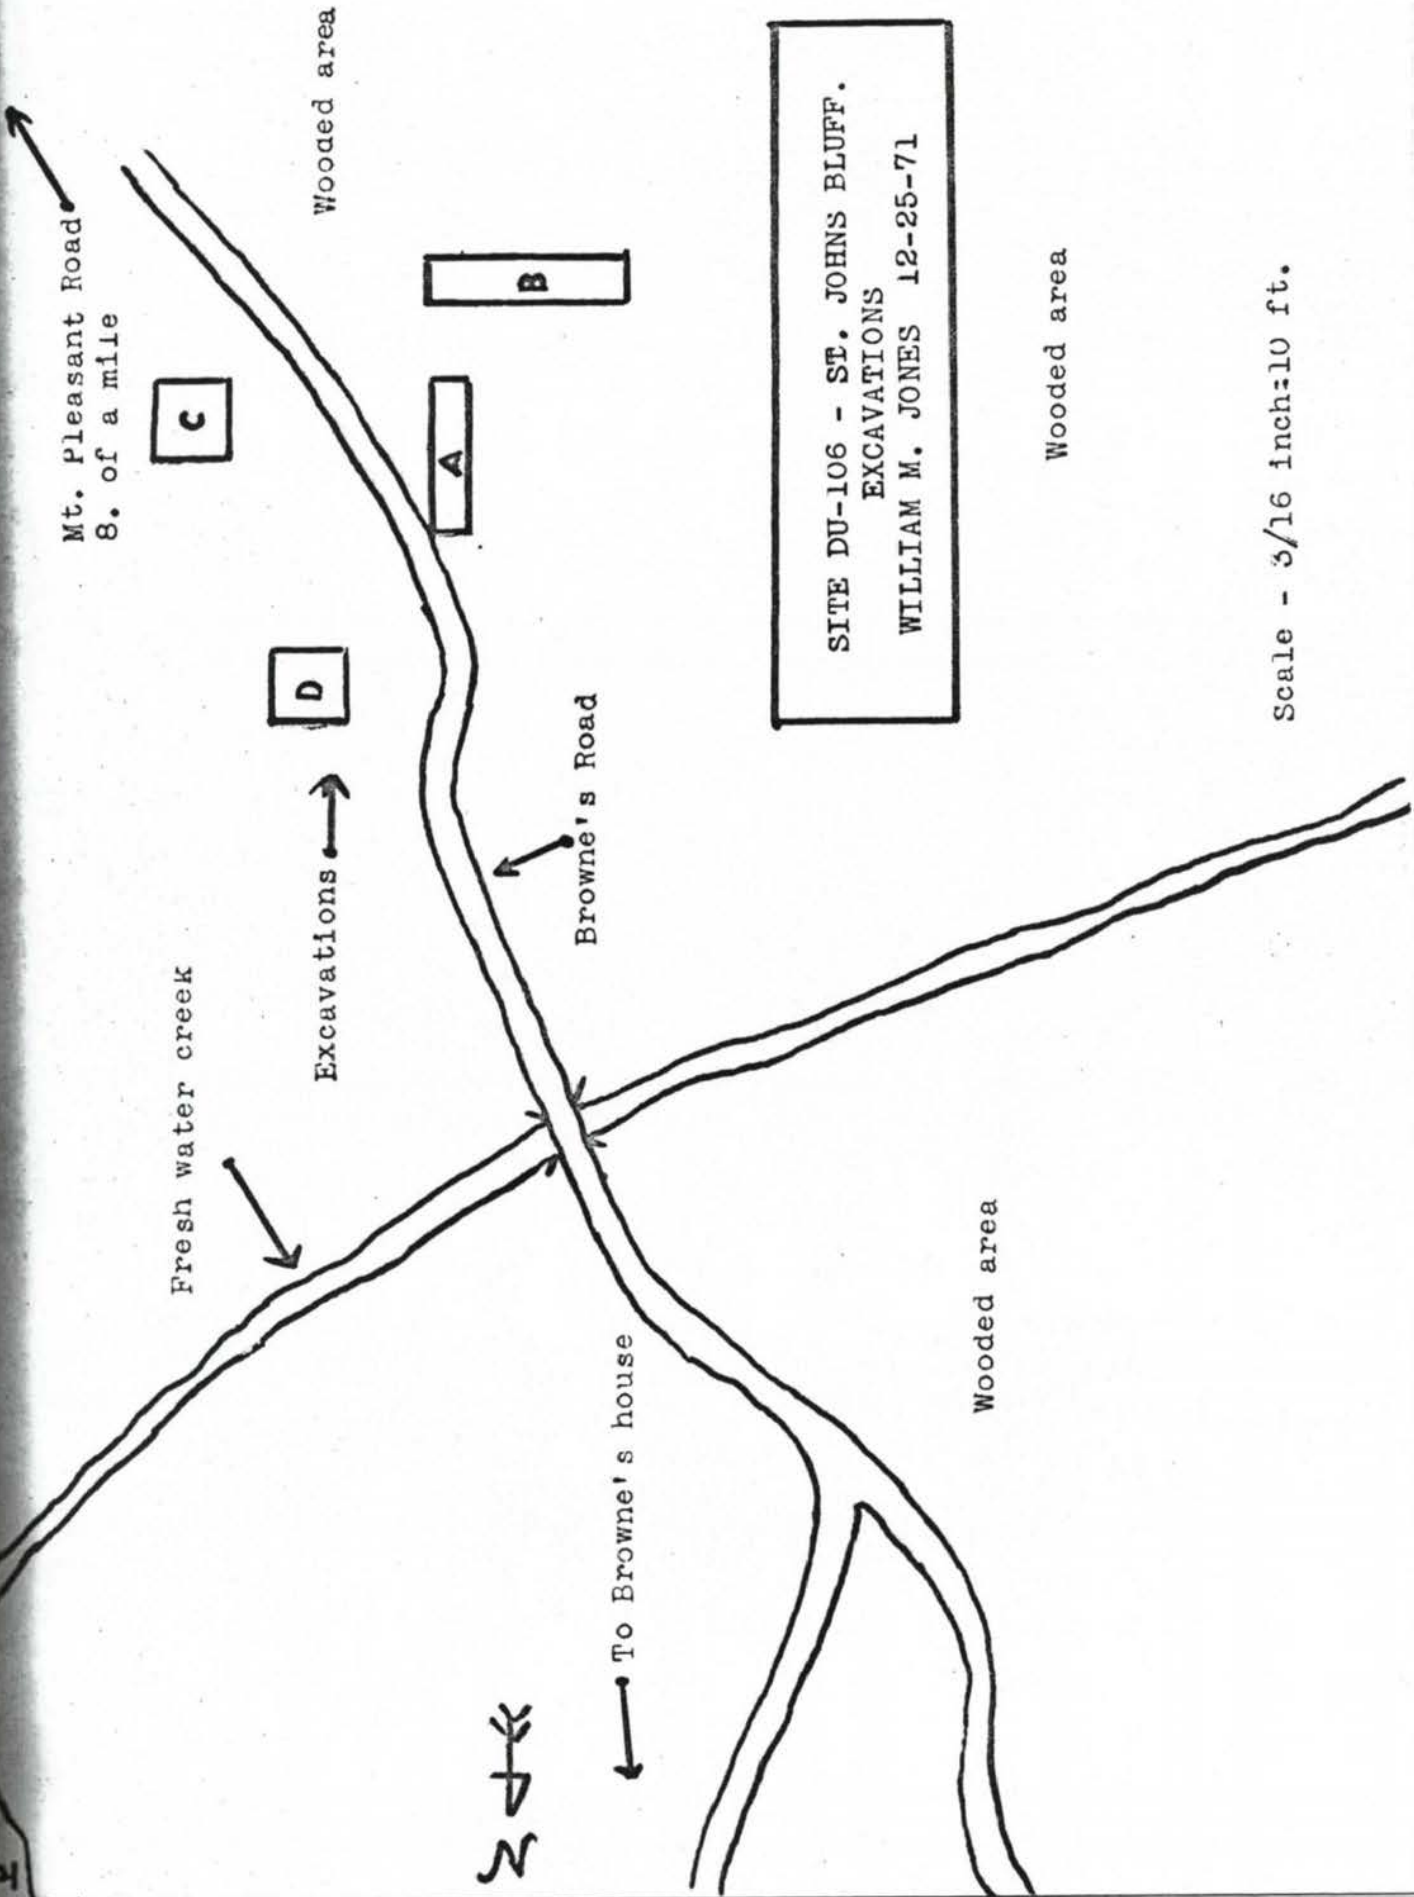 Mt. Pleasant Road
8. of a mile
Wooded area
C
B
A
D
Excavations
Fresh water creek
Browne's Road
SITE DU-106 - ST. JOHNS BLUFF.
EXCAVATIONS
WILLIAM M. JONES 12-25-71
Wooded area
Scale - 3/16 inch=10 ft.
To Browne's house
Wooded area
N